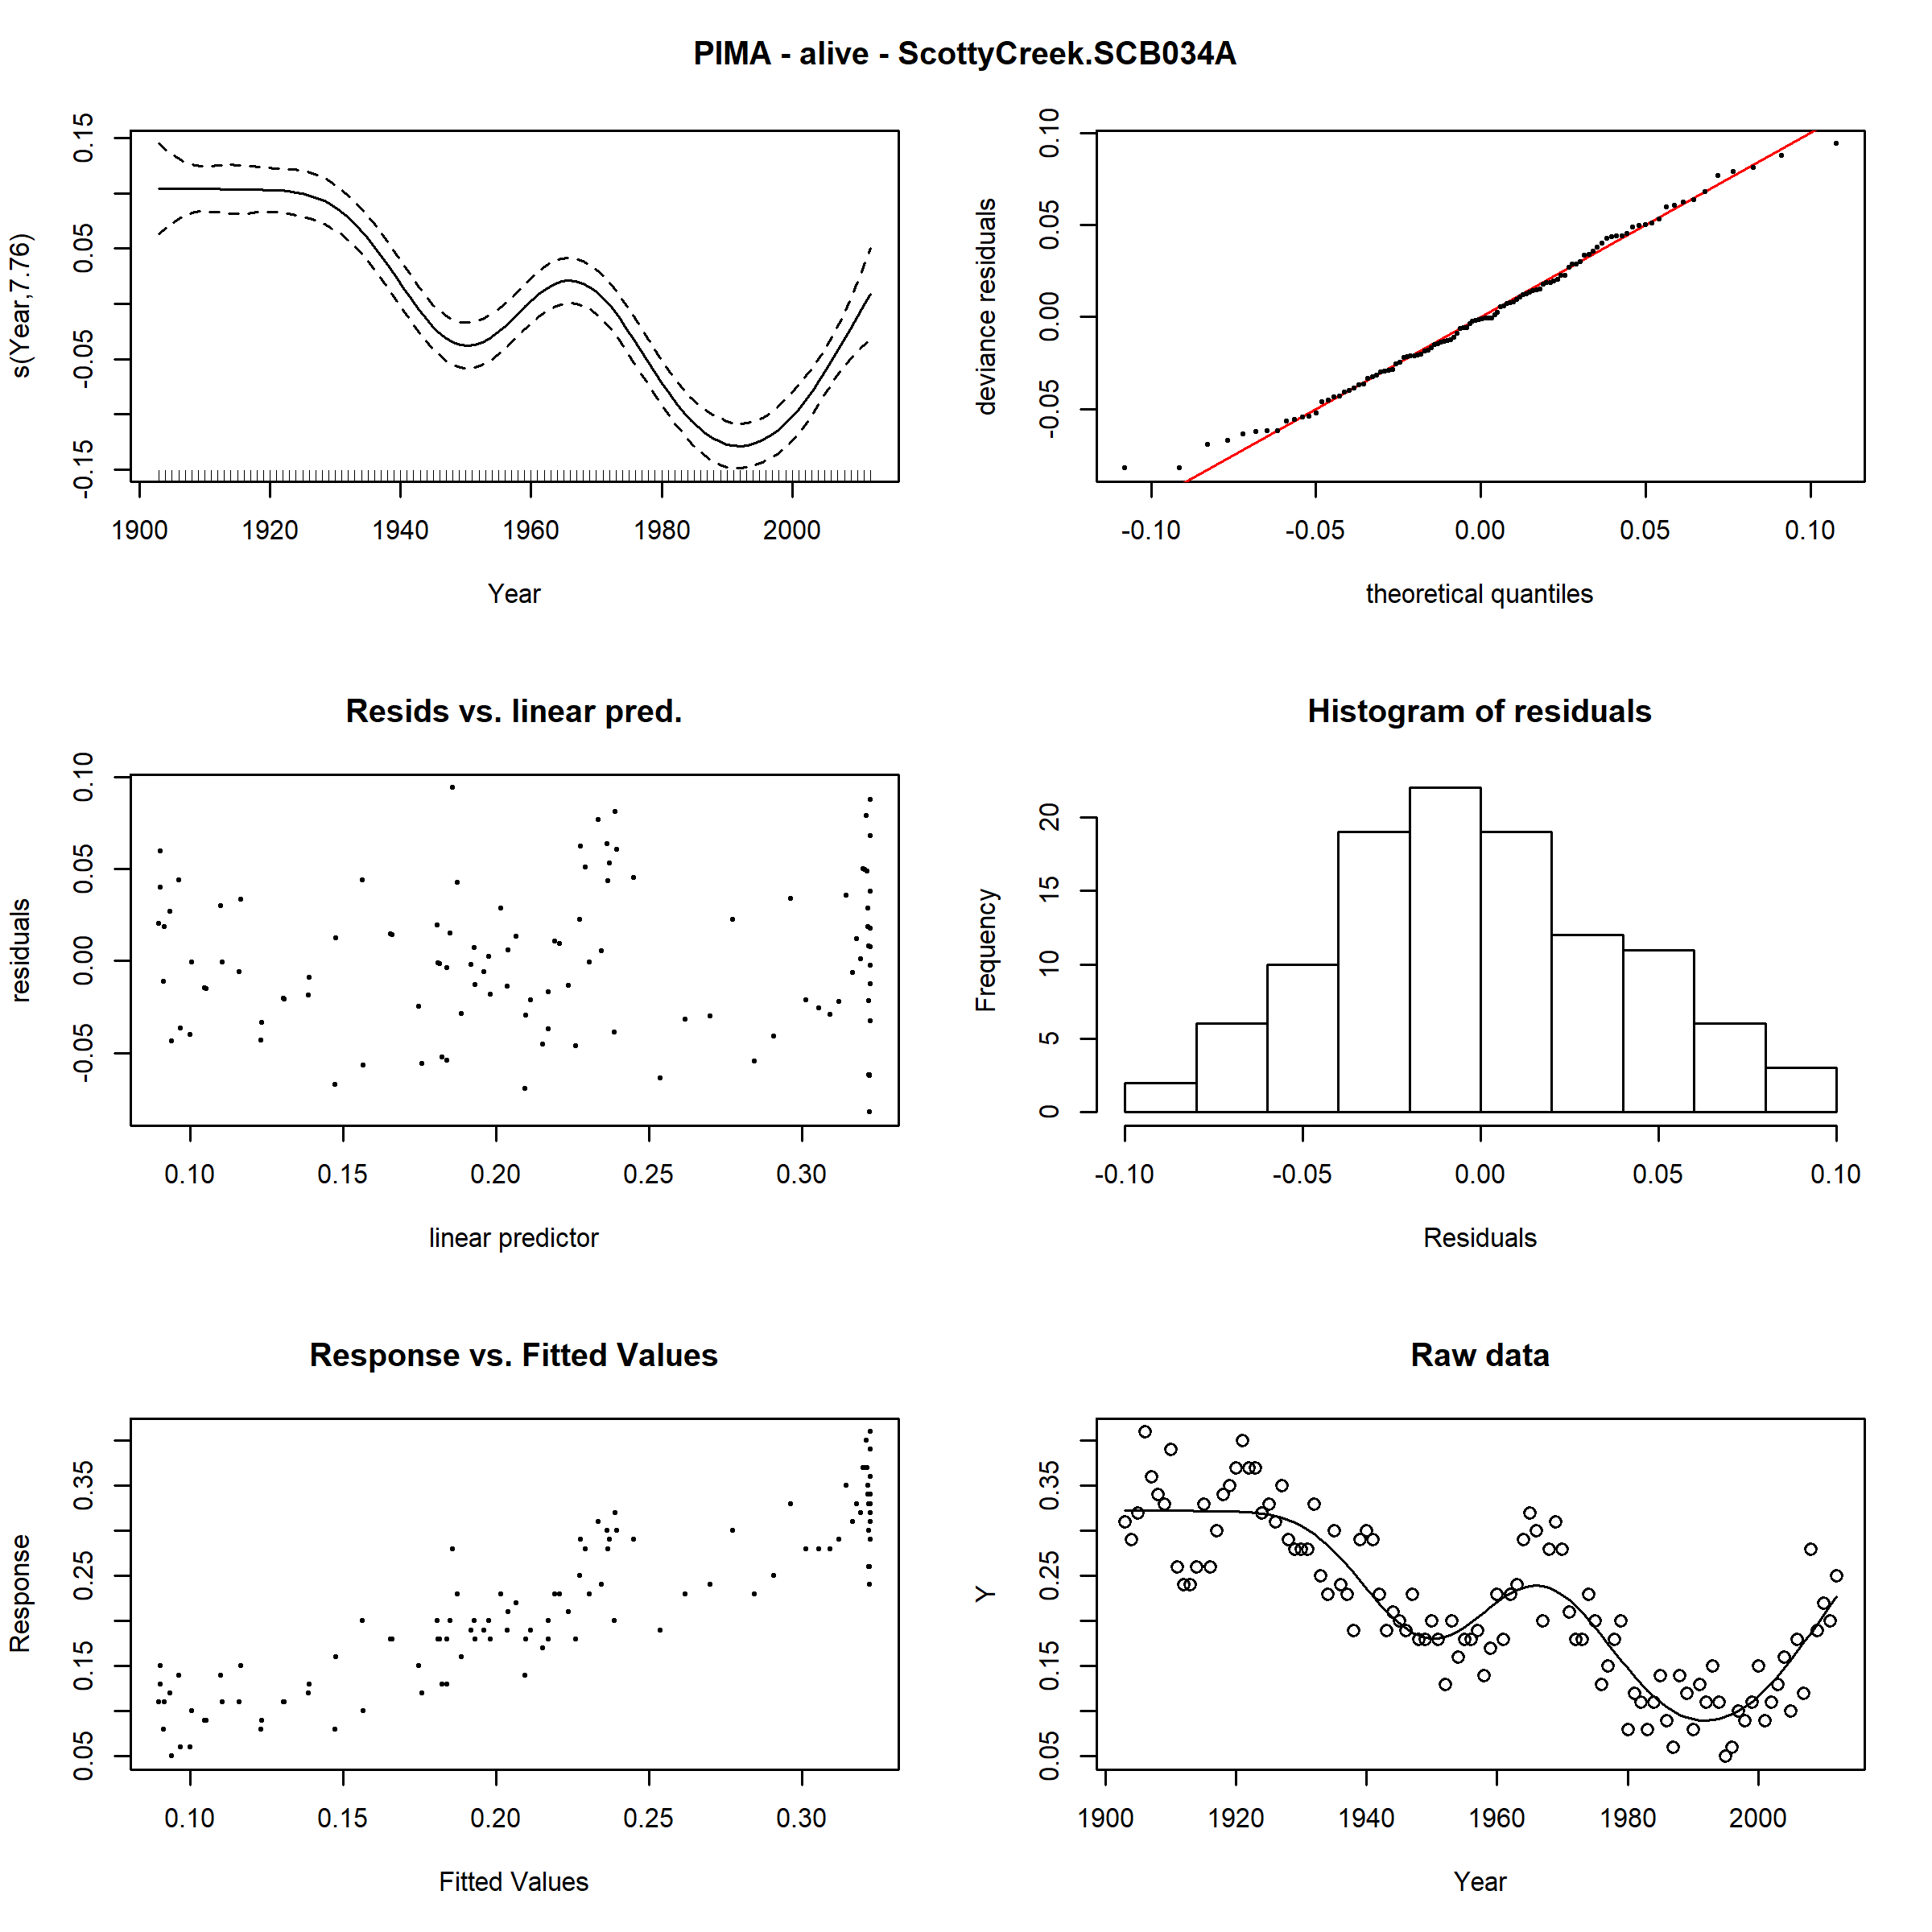 PIMA - alive - ScottyCreek.SCB034A
s(Year,7.76)
0.15
0.05
-0.05
-0.15
1900 1920 1940 1960 1980 2000
Year
deviance residuals
0.10
0.05
0.00
-0.05
-0.10 -0.05 0.00 0.05 0.10
theoretical quantiles
Resids vs. linear pred.
residuals
0.10
0.05
0.00
-0.05
0.10 0.15 0.20 0.25 0.30
linear predictor
Histogram of residuals
Frequency
20
15
10
5
0
-0.10 -0.05 0.00 0.05 0.10
Residuals
Response vs. Fitted Values
Response
0.35
0.25
0.15
0.05
0.10 0.15 0.20 0.25 0.30
Fitted Values
Raw data
Y
0.35
0.25
0.15
0.05
1900 1920 1940 1960 1980 2000
Year